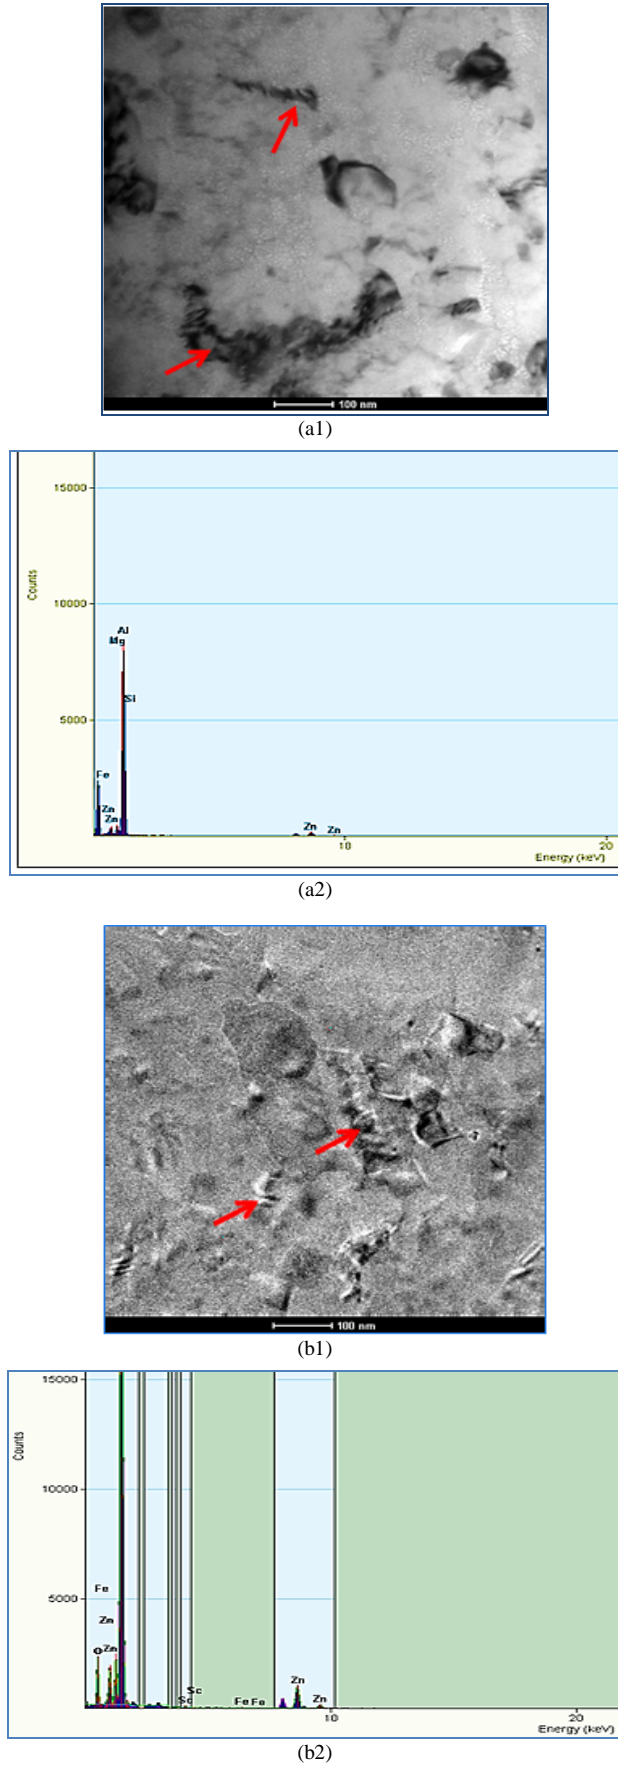 100 nm
(a1)
15000
Counts
10000
Al
Mg
Si
5000
Fe
Zn
Zn
Zn
Zn
10
20
Energy (keV)
(a2)
100 nm
(b1)
15000
Counts
10000
Fe
5000
Zn
O
Zn
Zn
Sc
Sc
Fe
Fe
Zn
10
20
Energy (keV)
(b2)